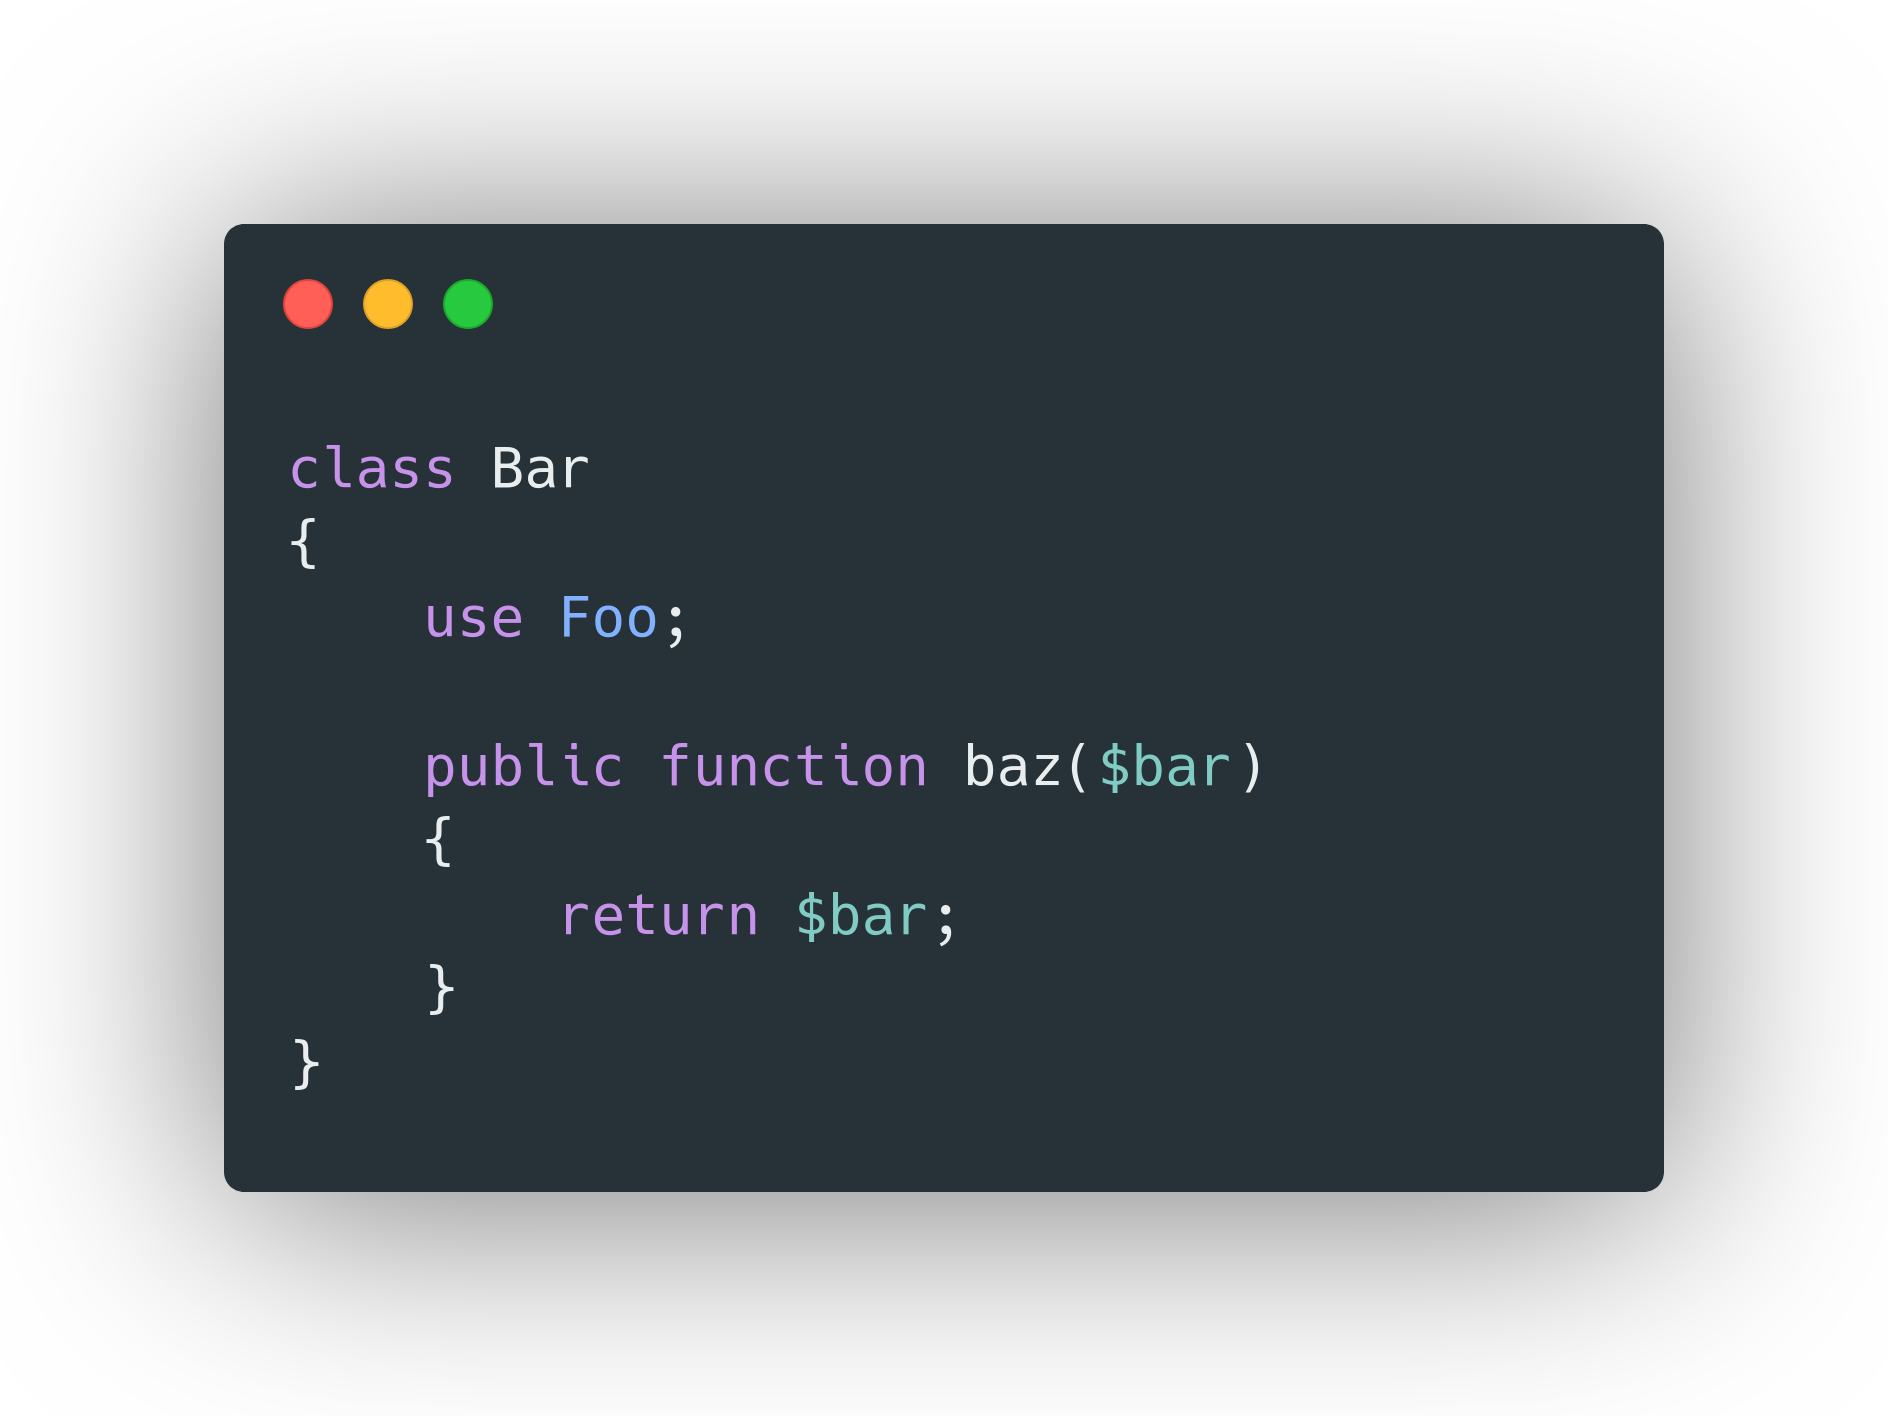 class Bar
{
    use Foo;

    public function baz($bar)
    {
        return $bar;
    }
}